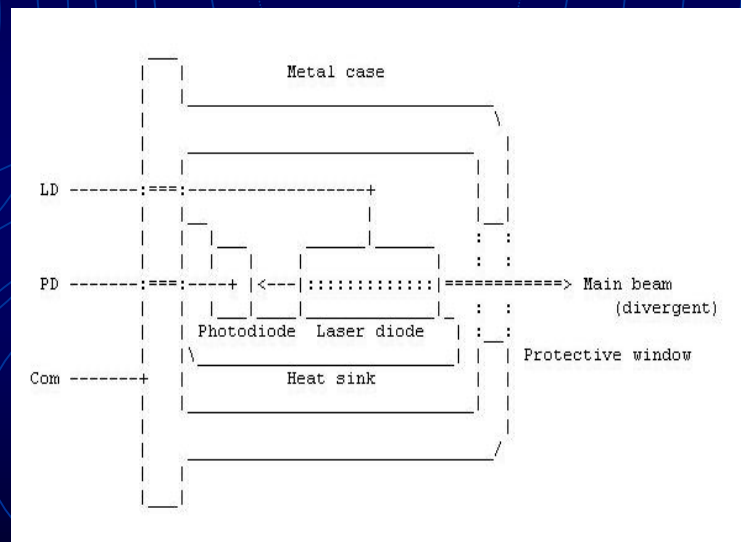 Metal case
LD
PD
Main beam
(divergent)
Photodiode Laser diode
Protective window
Com
Heat sink